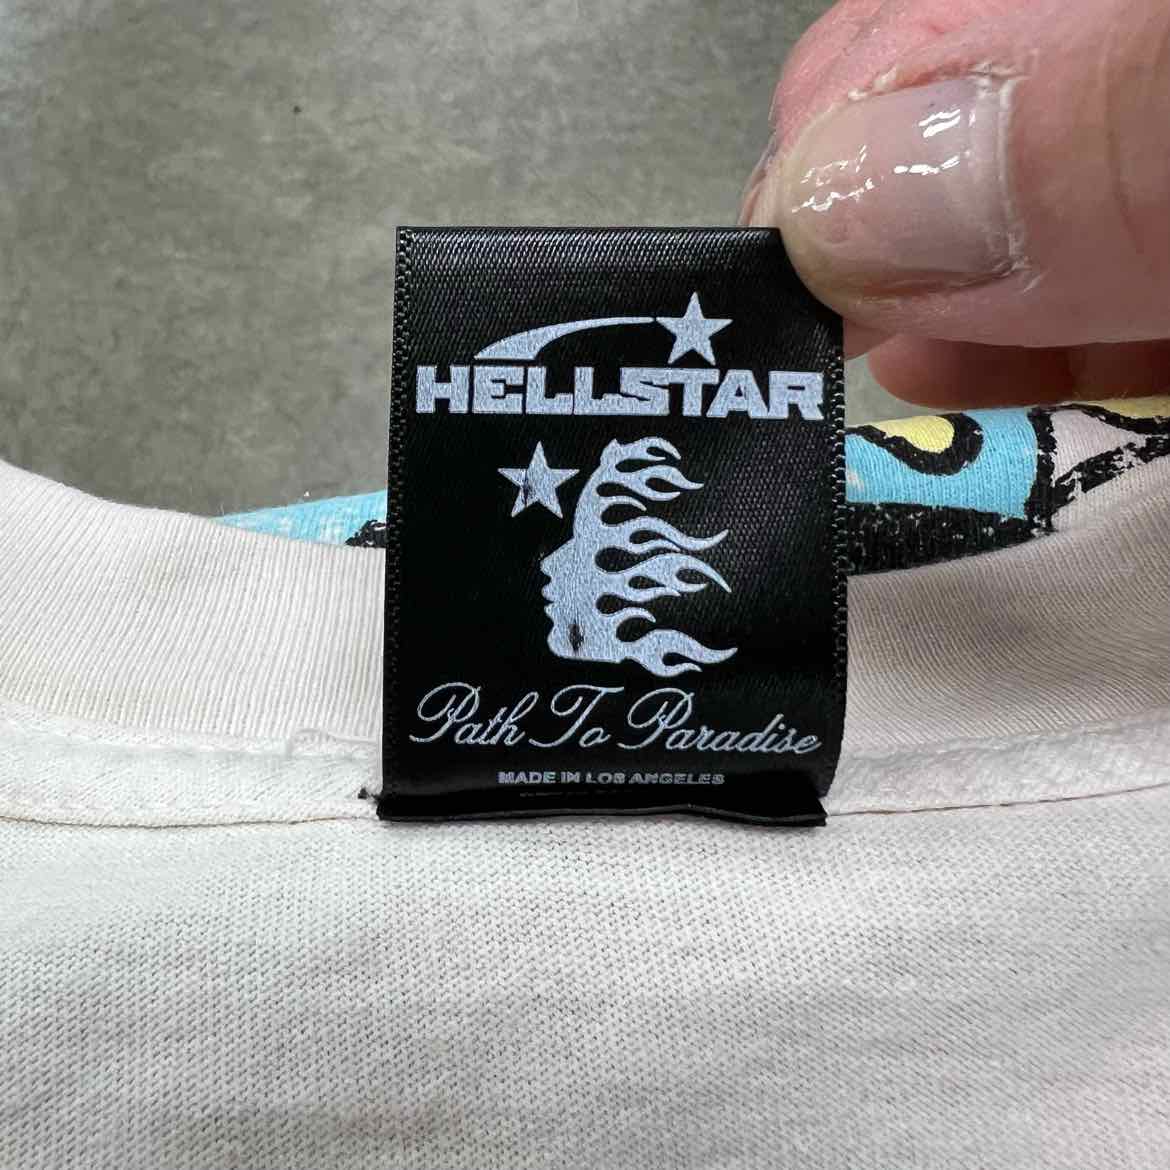 HELLSTAR
Path To Paradise
MADE IN LOS ANGELES